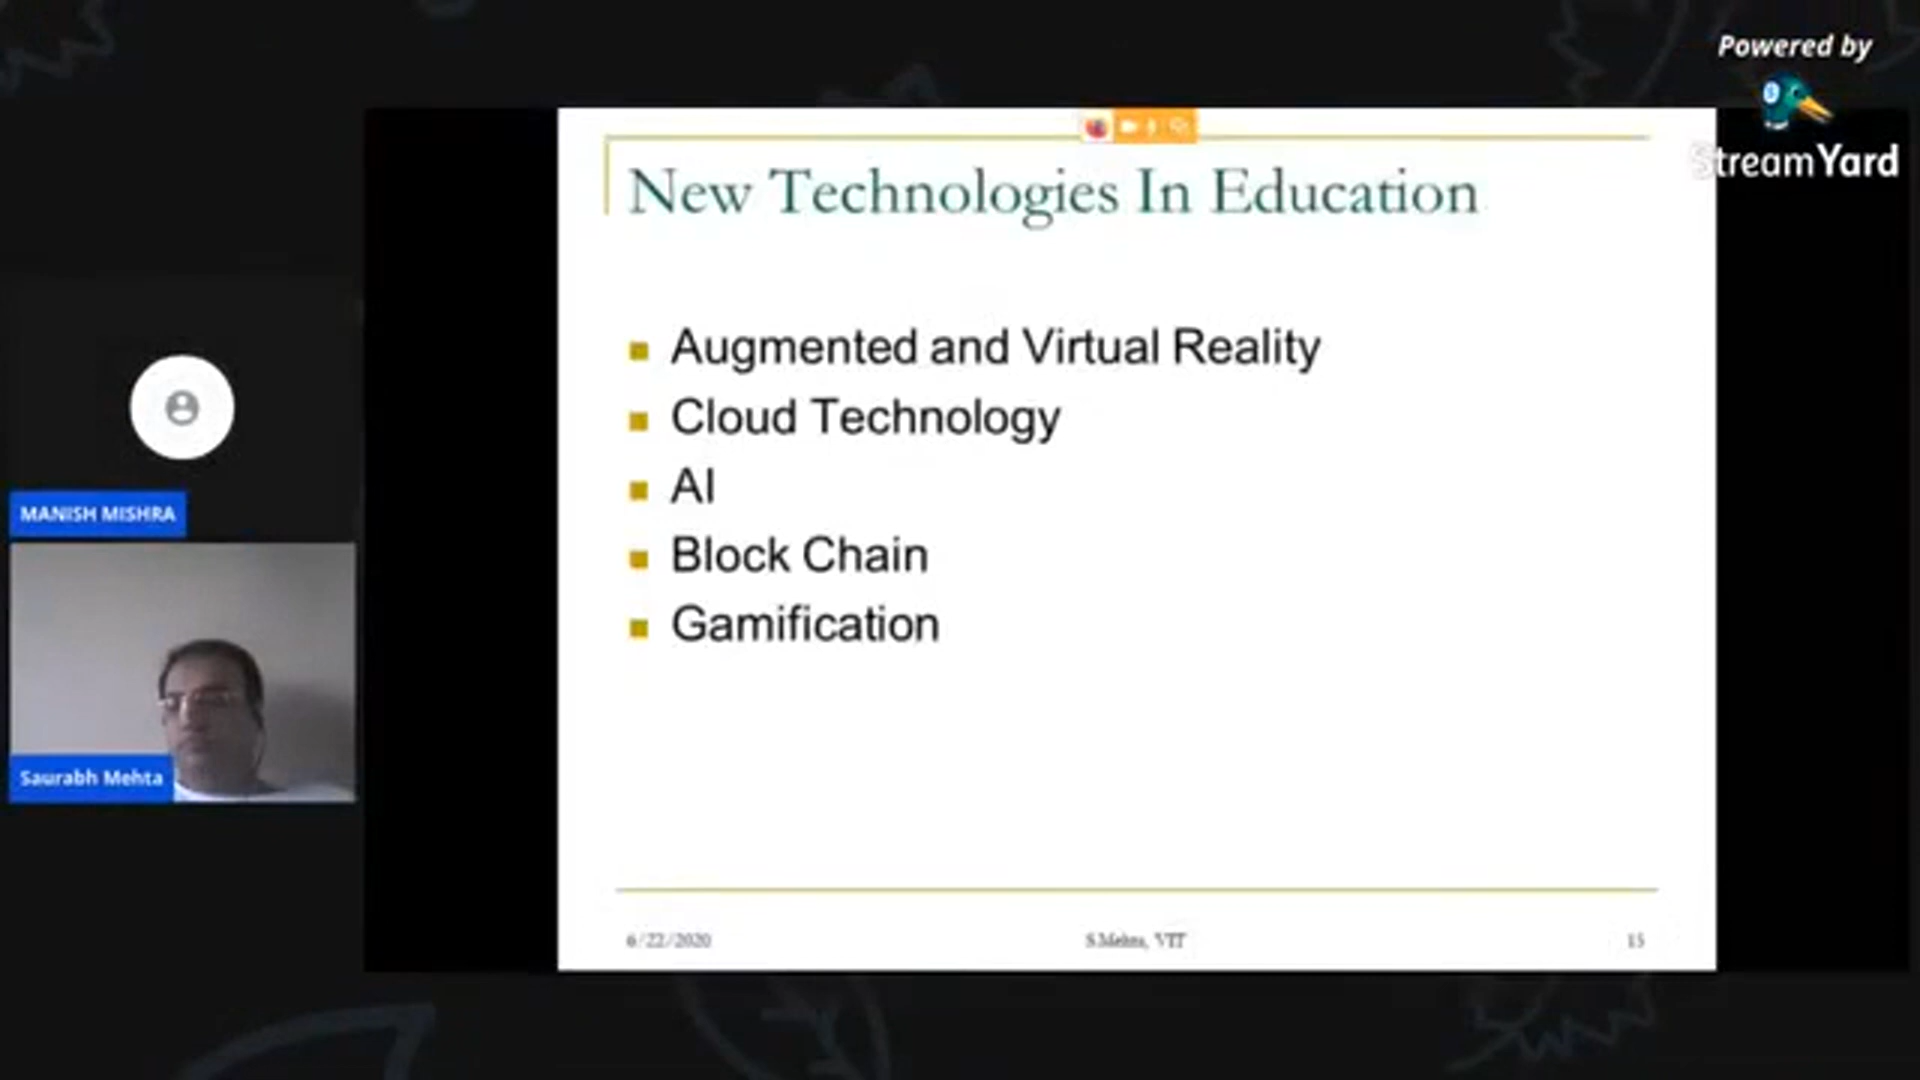 Powered by
StreamYard
New Technologies In Education
Augmented and Virtual Reality
Cloud Technology
AI
Block Chain
Gamification
MANISH MISHRA
Saurabh Mehta
6/22/2020
S.Mehta, VIT
15